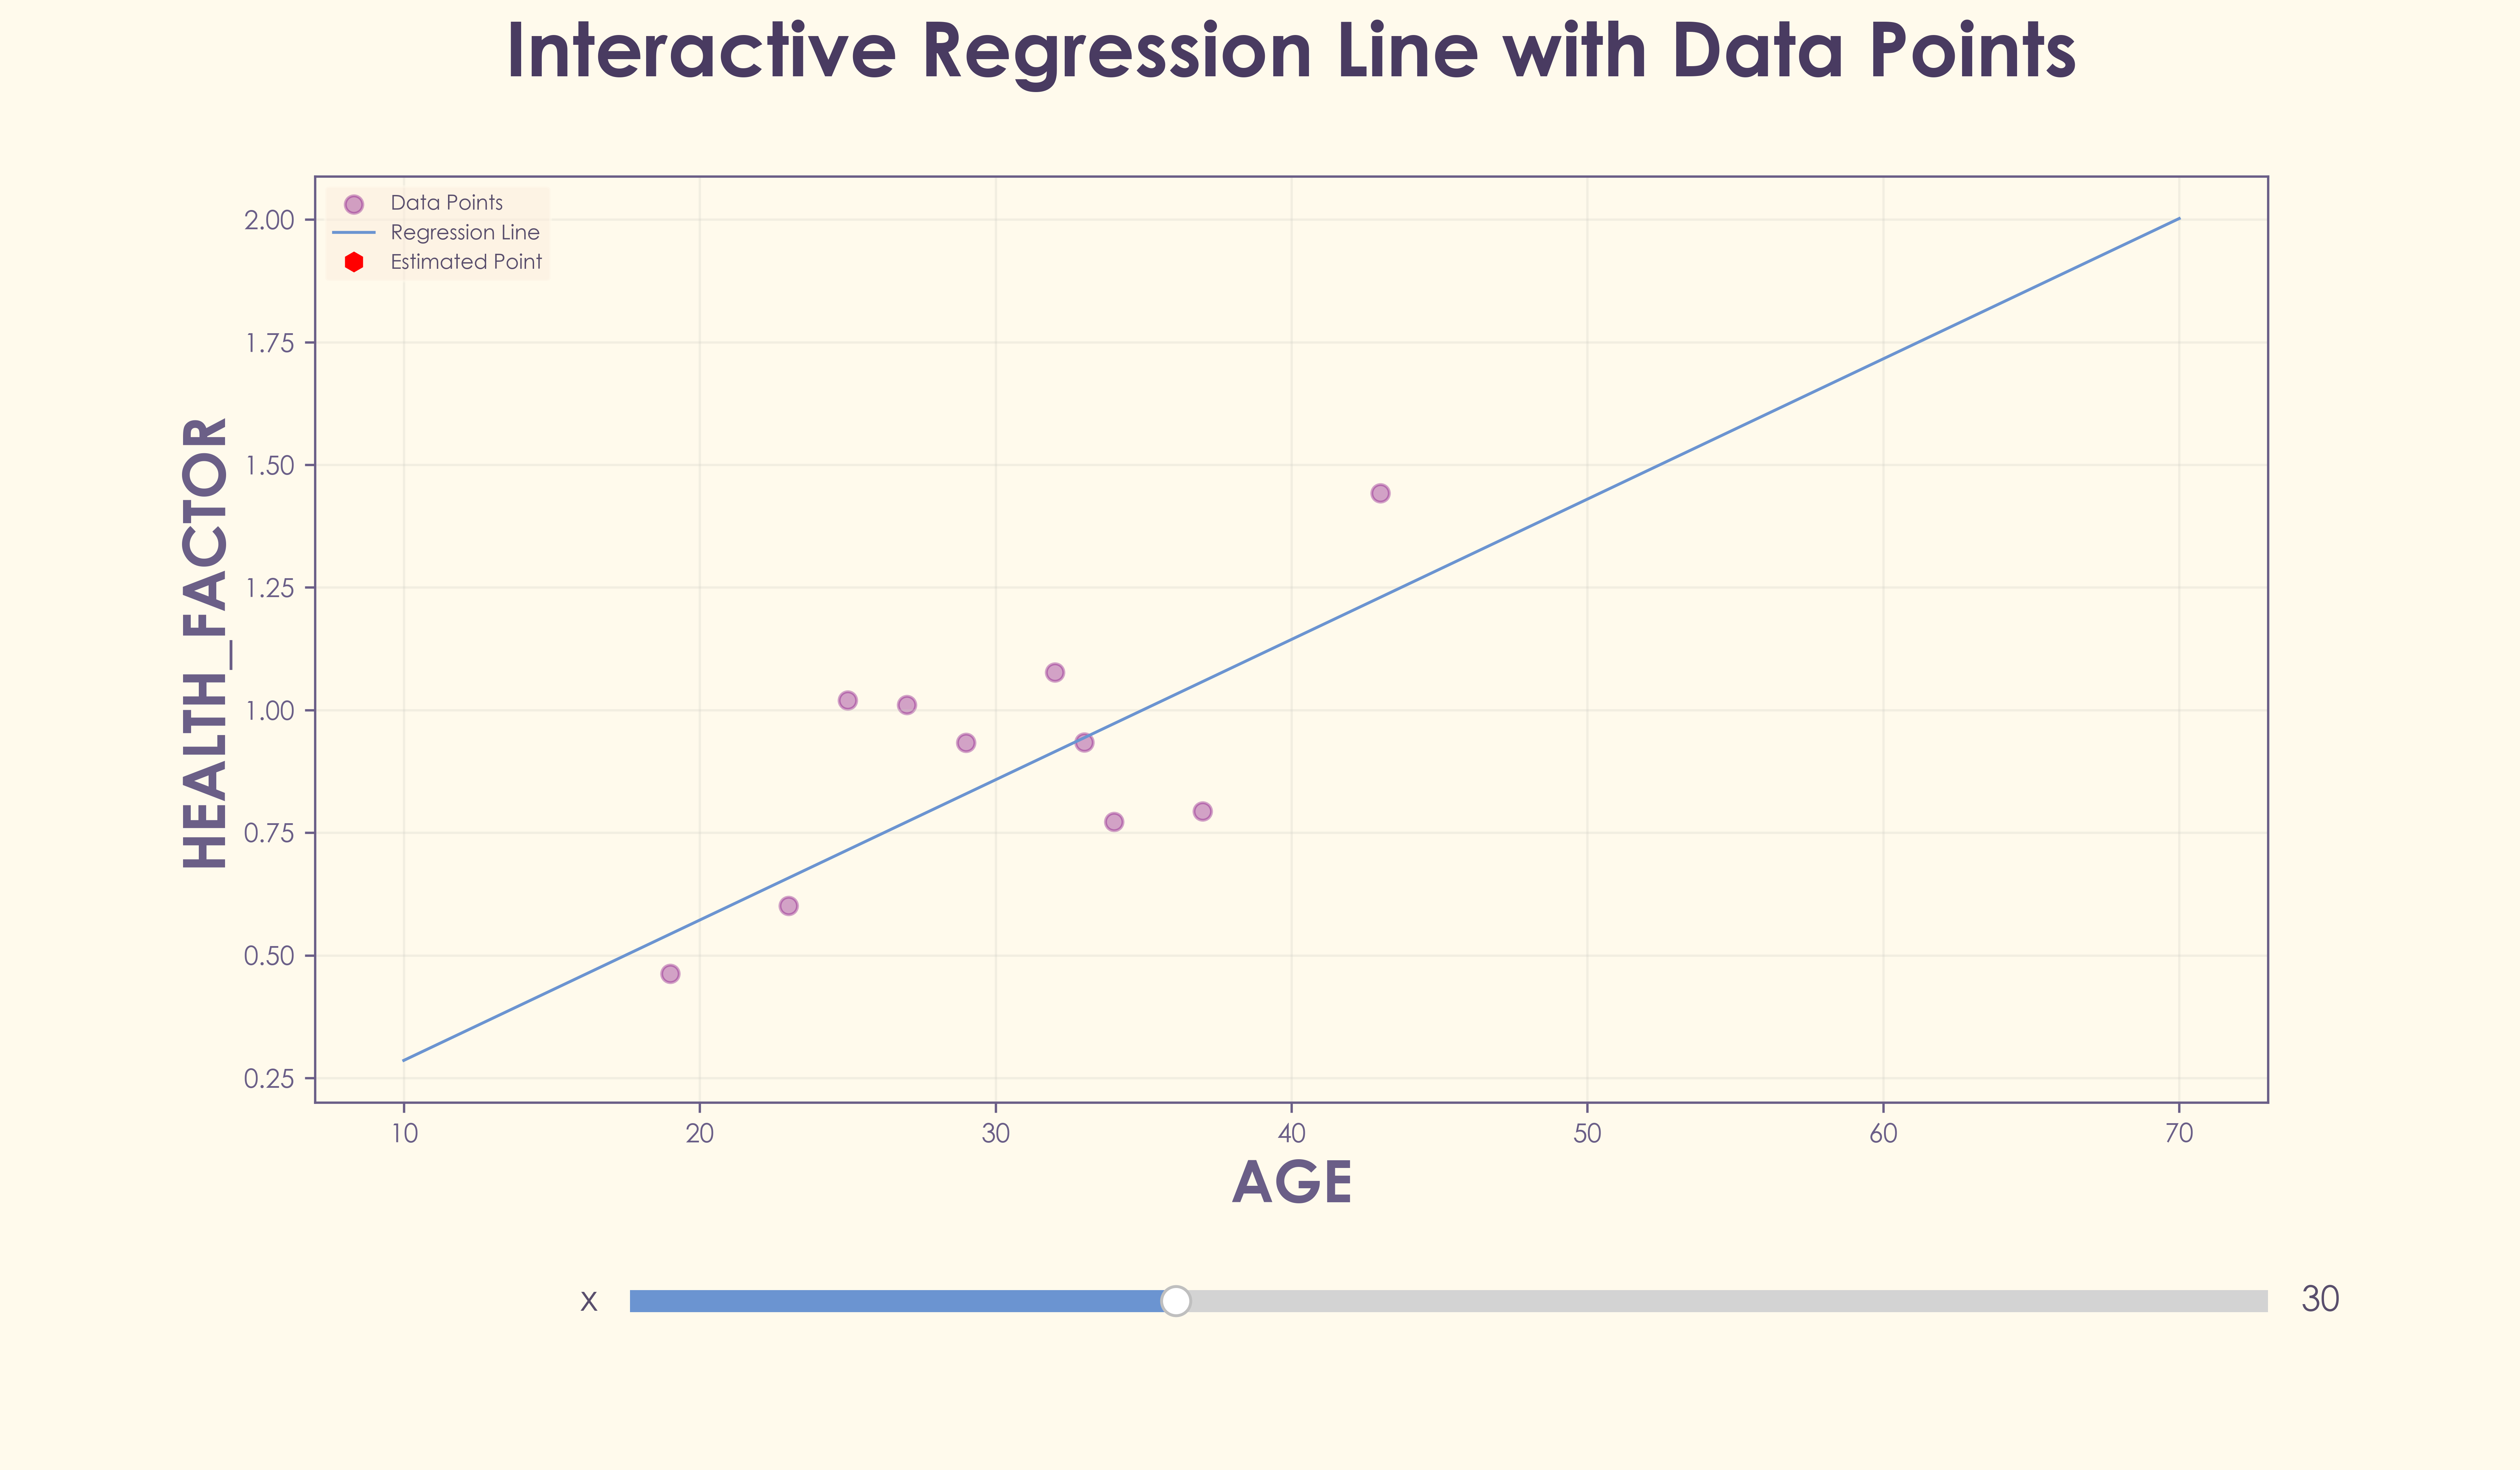 Interactive Regression Line with Data Points
Data Points
Regression Line
Estimated Point
2.00
1.75
1.50
1.25
1.00
0.75
0.50
0.25
HEALTH_FACTOR
10 20 30 40 50 60 70
AGE
x 30